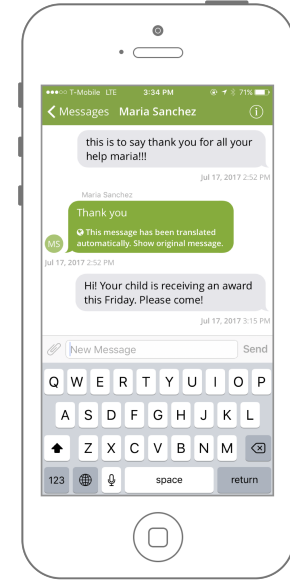 T-Mobile LTE 3:34 PM 71%
Messages Maria Sanchez i
this is to say thank you for all your
help maria!!!
Jul 17, 2017 2:52 PM
Maria Sanchez
Thank you
This message has been translated
automatically. Show original message.
MS
Jul 17, 2017 2:52 PM
Hi! Your child is receiving an award
this Friday. Please come!
Jul 17, 2017 3:15 PM
New Message Send
Q W E R T Y U I O P
A S D F G H J K L
Z X C V B N M
123 space return